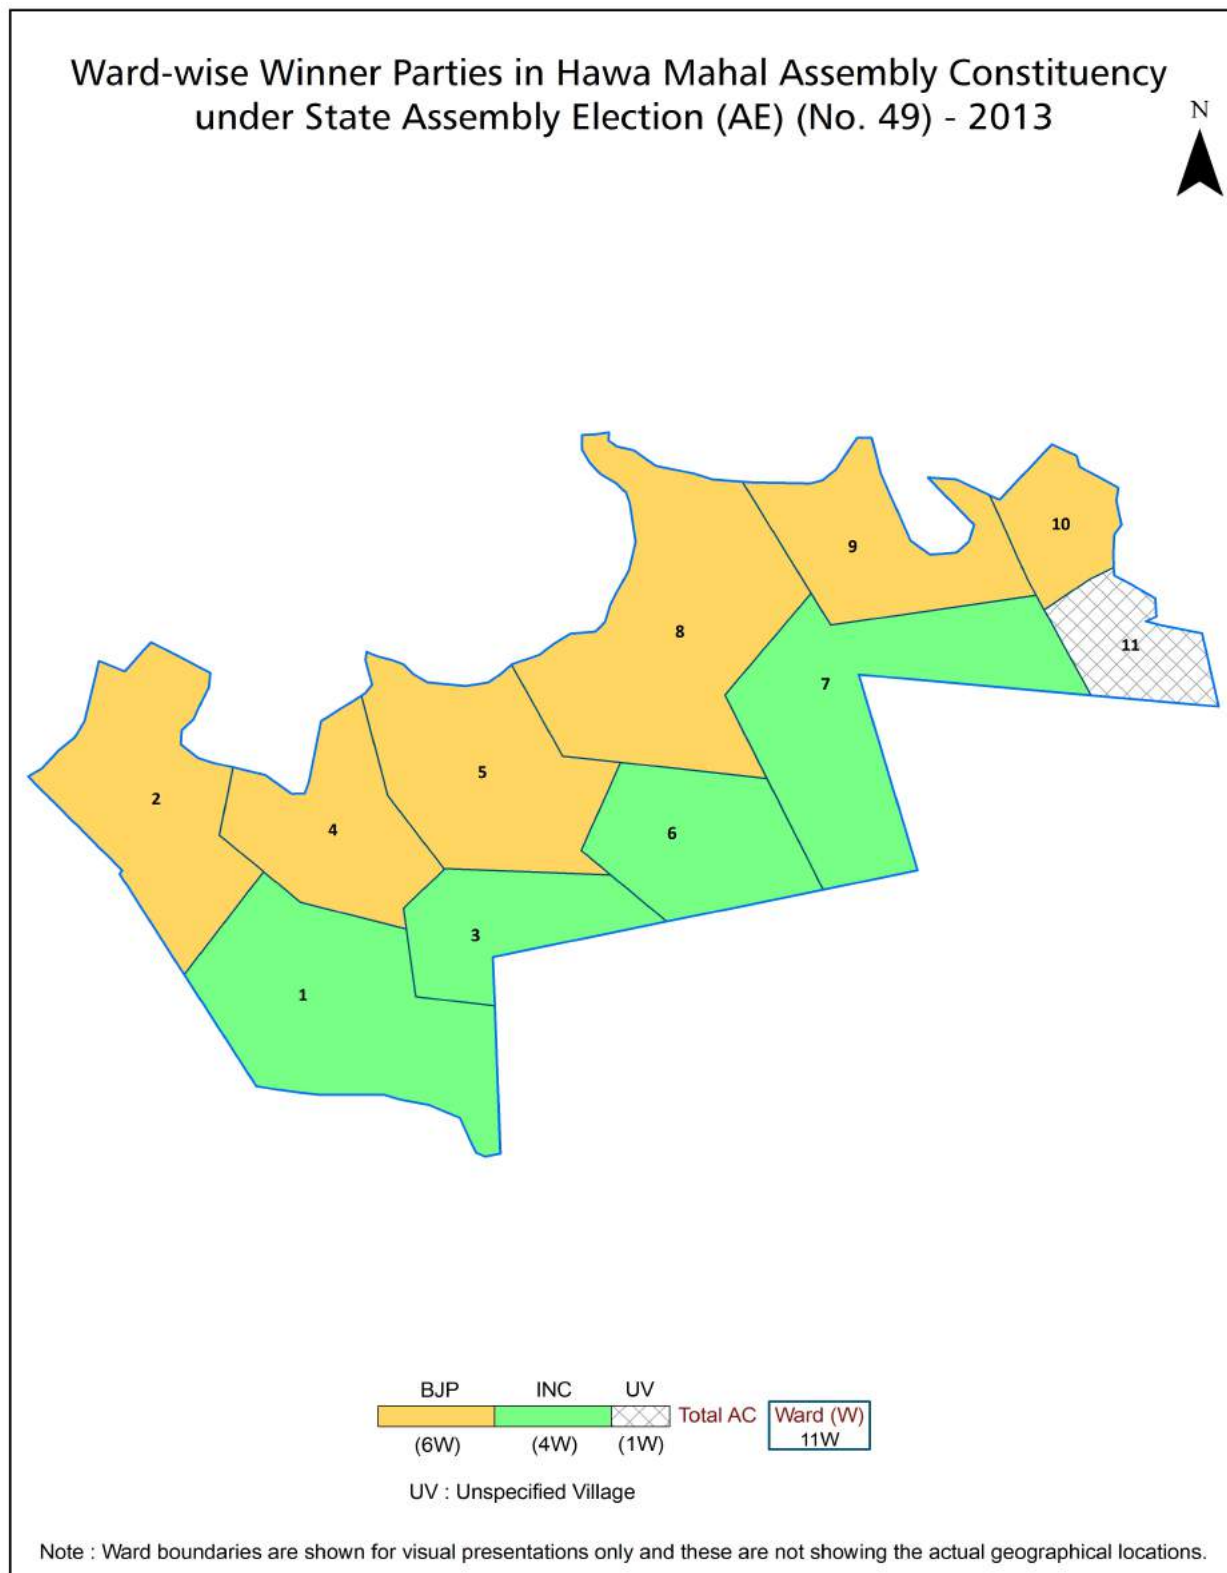 Ward-wise Winner Parties in Hawa Mahal Assembly Constituency
under State Assembly Election (AE) (No. 49) - 2013
N
10
9
8
11
7
5
2
4
6
3
1
BJP INC UV
Total AC Ward (W)
(6W) (4W) (1W) 11W
UV : Unspecified Village
Note : Ward boundaries are shown for visual presentations only and these are not showing the actual geographical locations.